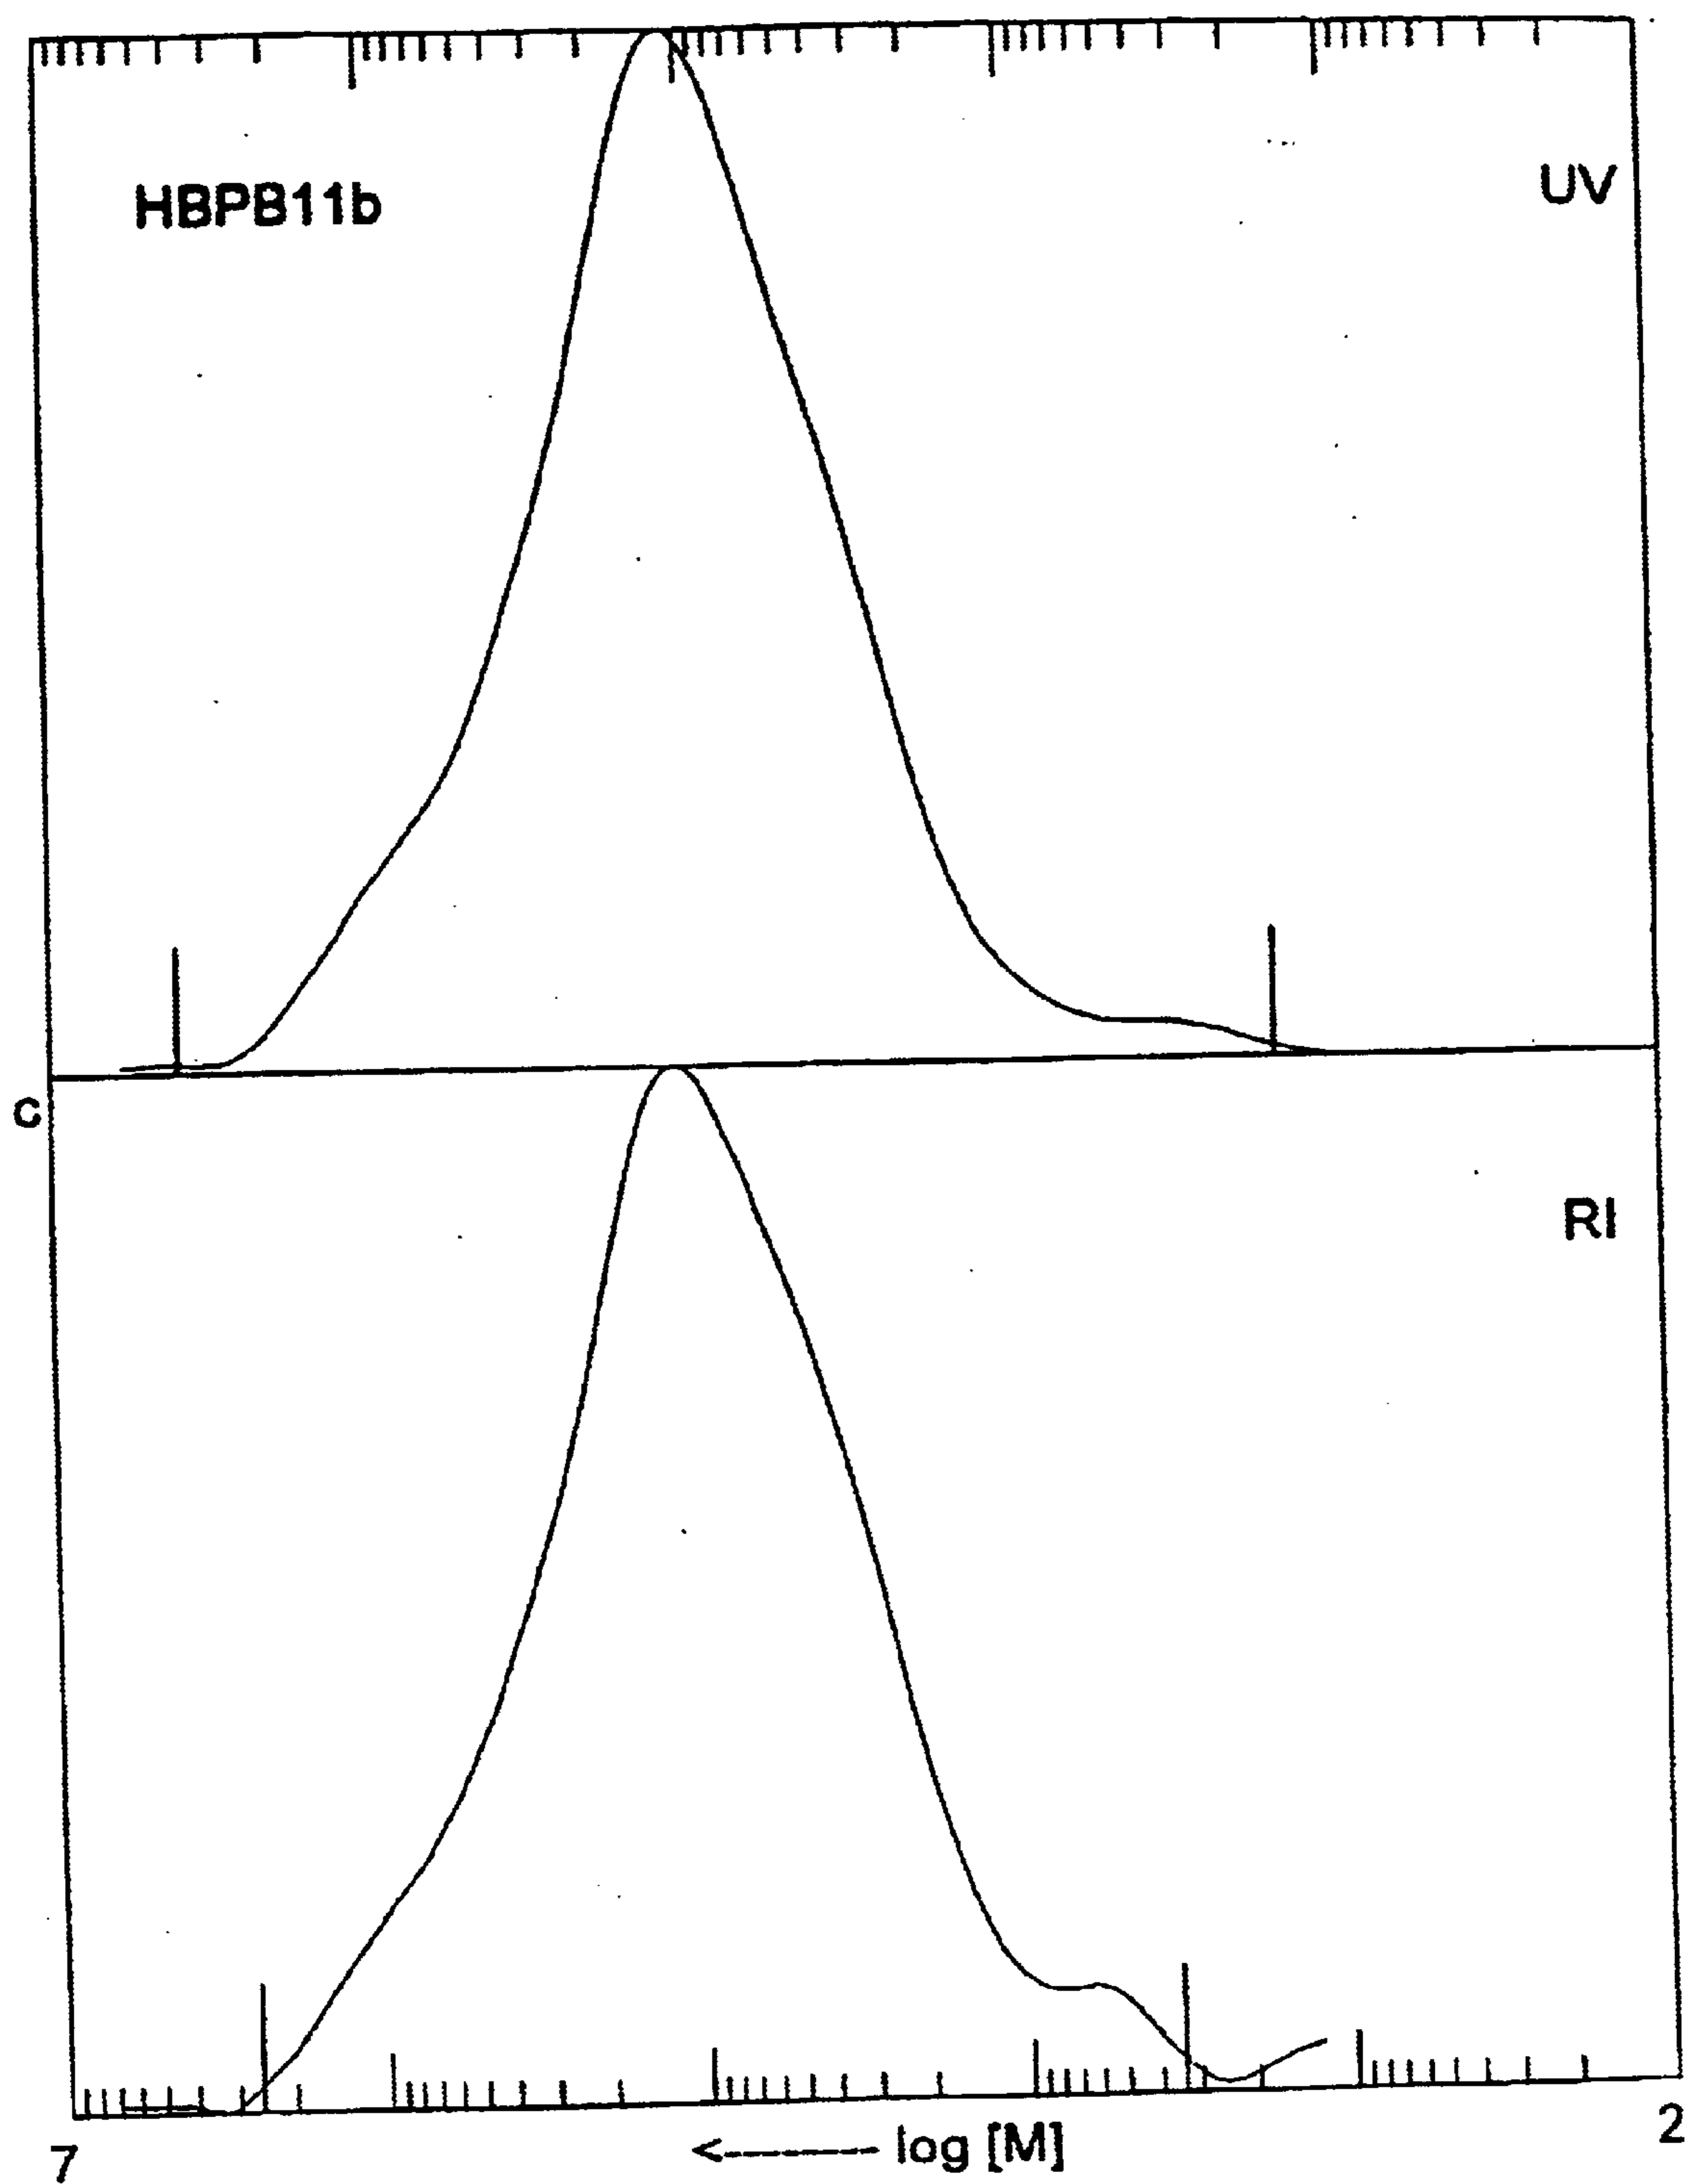 HBPB11b
UV
C
RI
7
<------- log [M]
2